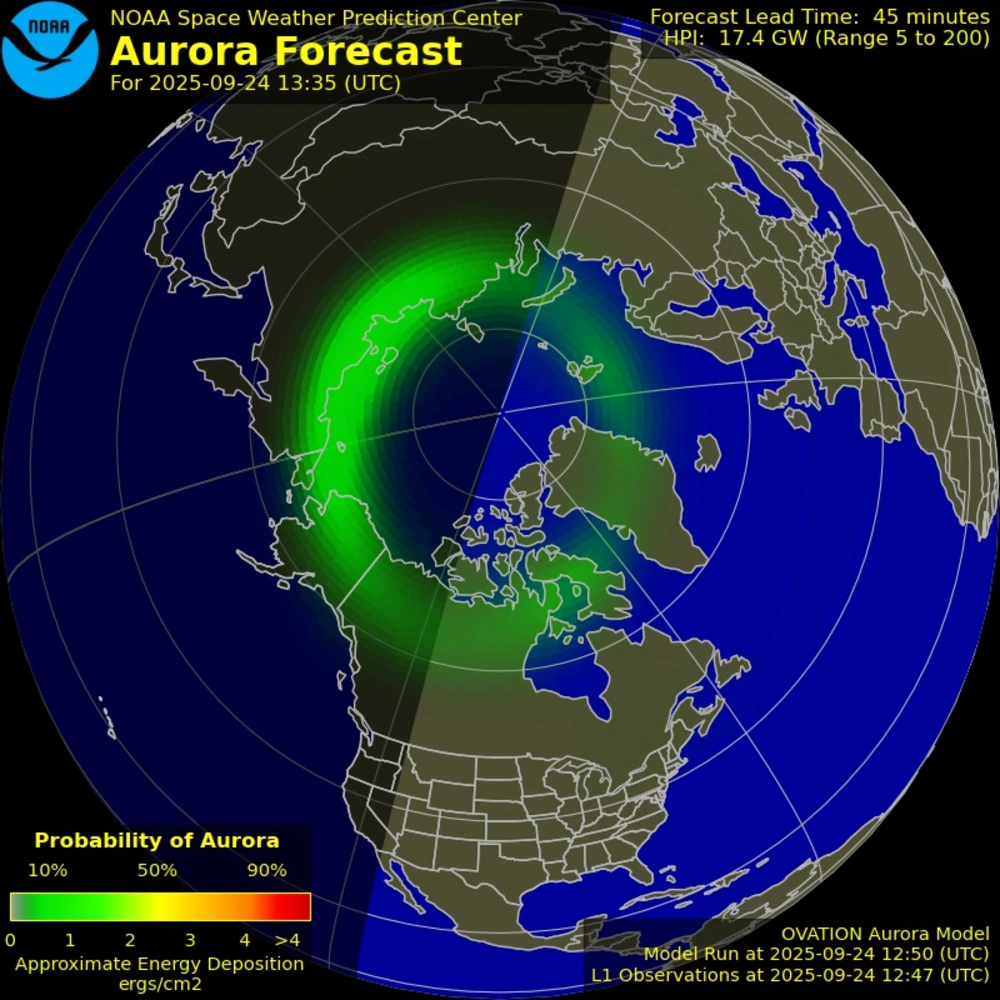 NOAA
NOAA Space Weather Prediction Center
Aurora Forecast
For 2025-09-24 13:35 (UTC)
Forecast Lead Time: 45 minutes
HPI: 17.4 GW (Range 5 to 200)
Probability of Aurora
10% 50% 90%
0 1 2 3 4 >4
Approximate Energy Deposition
ergs/cm2
OVATION Aurora Model
Model Run at 2025-09-24 12:50 (UTC)
L1 Observations at 2025-09-24 12:47 (UTC)